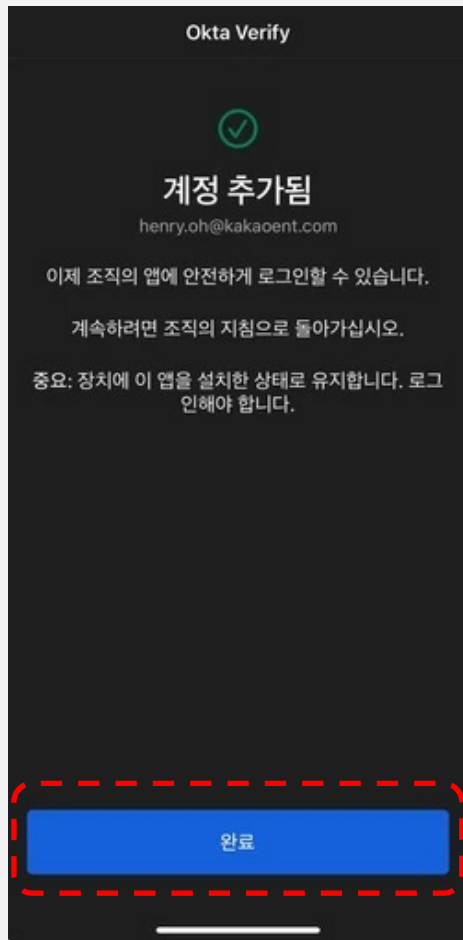 Okta Verify
계정 추가됨
henry.oh@kakaoent.com
이제 조직의 앱에 안전하게 로그인할 수 있습니다.
계속하려면 조직의 지침으로 돌아가십시오.
중요: 장치에 이 앱을 설치한 상태로 유지합니다. 로그
인해야 합니다.
완료